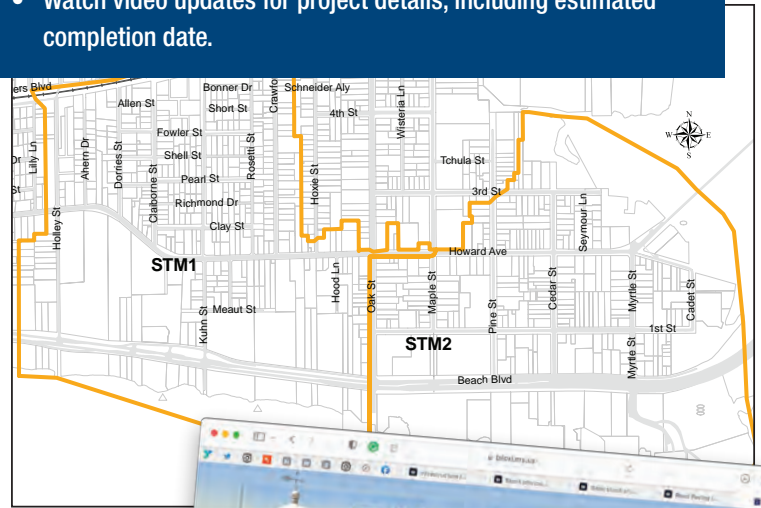 • Watch video updates for project details, including estimated
completion date.
ers Blvd
Bonner Dr
Schneider Aly
Crawfo
Allen St
Short St
4th St
Wisteria Ln
N
W
E
S
Fowler St
Lilly Ln
Ahern Dr
Dorries St
Claiborne St
Rosetti St
Shell St
Tchula St
Dr
St
Pearl St
Hoxie St
3rd St
Richmond Dr
Seymour Ln
Holley St
Clay St
Howard Ave
STM1
Hood Ln
Oak St
Maple St
Pine St
Cedar St
Myrtle St
Cadet St
Kuhn St
Meaut St
1st St
STM2
Myrtle St
Beach Blvd